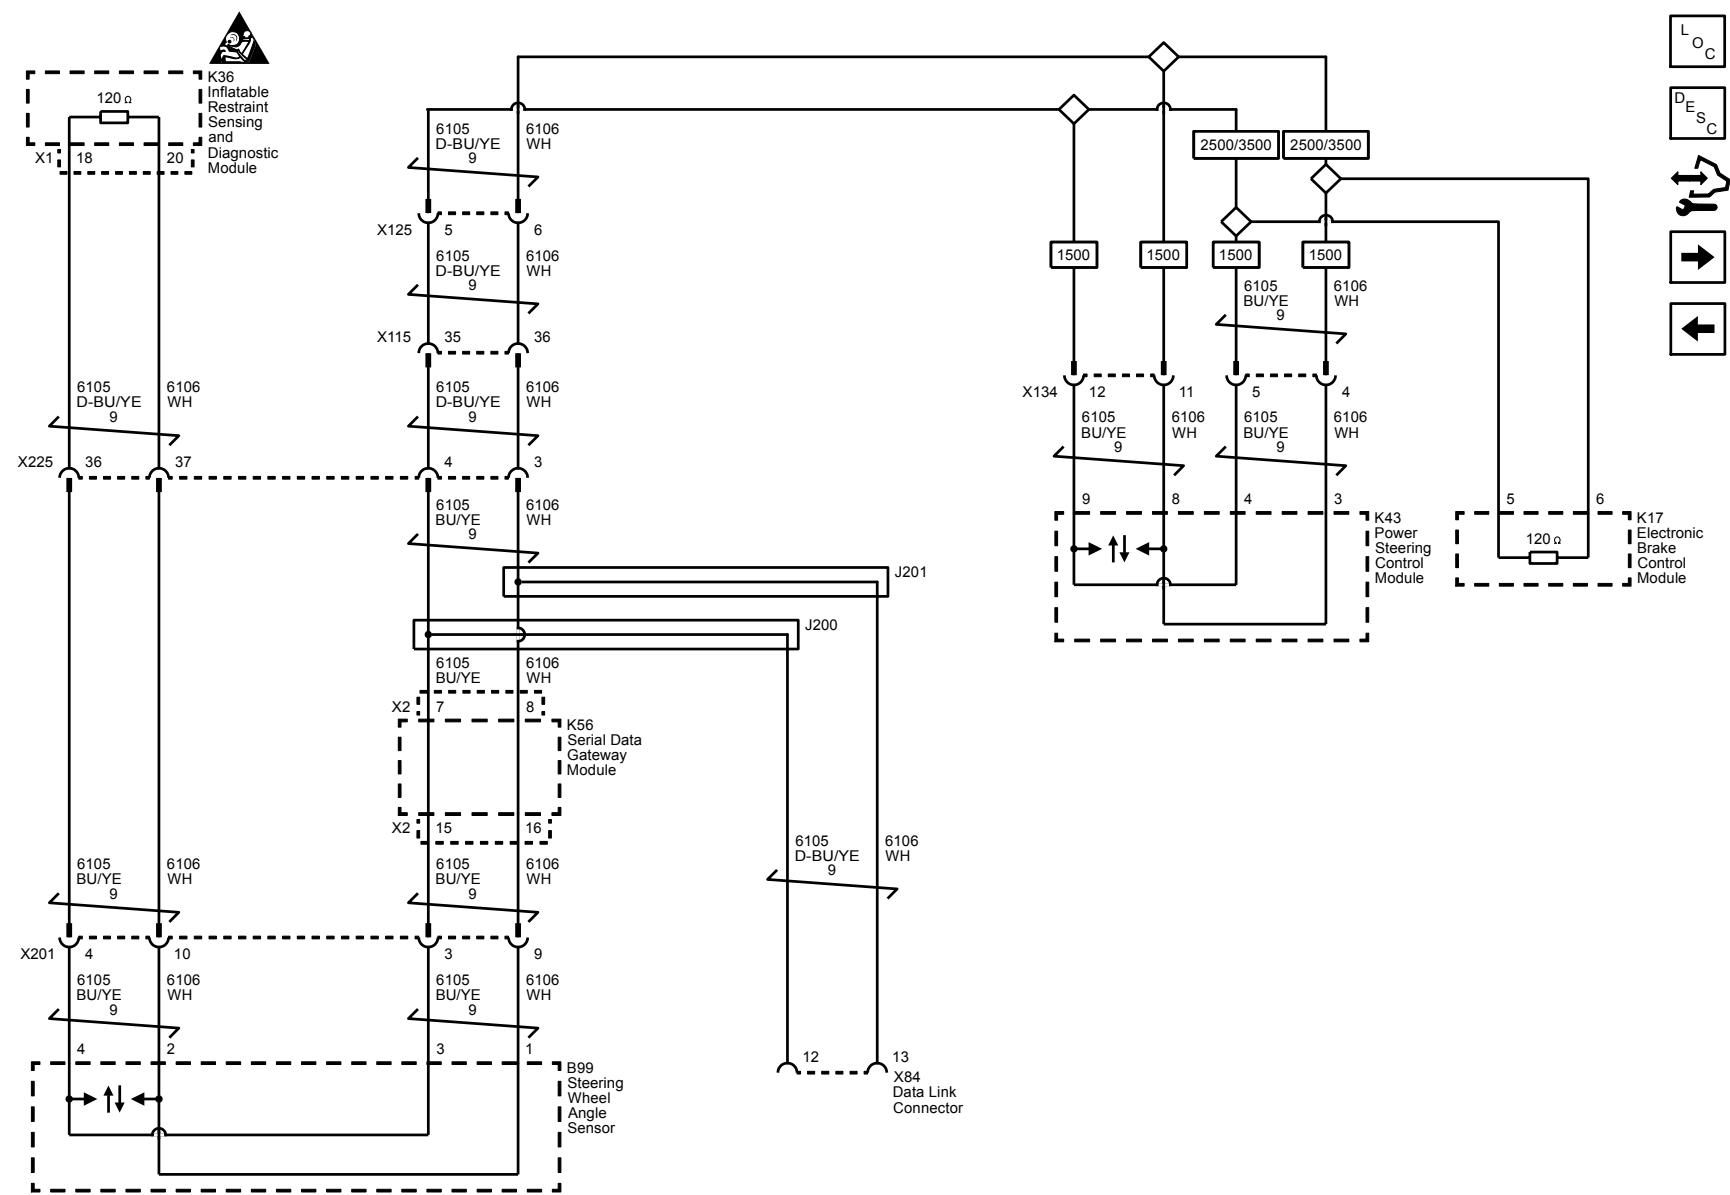 K36
Inflatable
Restraint
Sensing
and
Diagnostic
Module
120 Ω
X1 18 20
6105
D-BU/YE
9
6106
WH
X225 36 37 4 3
6105
BU/YE
9
6106
WH
X201 4 10 3 9
6105
BU/YE
9
6106
WH
4 2 3 1
B99
Steering
Wheel
Angle
Sensor
6105
D-BU/YE
9
6106
WH
X125 5 6
6105
D-BU/YE
9
6106
WH
X115 35 36
6105
D-BU/YE
9
6106
WH
6105
BU/YE
9
6106
WH
J201
J200
6105
BU/YE
6106
WH
X2 7 8
K56
Serial Data
Gateway
Module
X2 15 16
6105
BU/YE
9
6106
WH
6105
BU/YE
9
6106
WH
6105
D-BU/YE
9
6106
WH
12 13
X84
Data Link
Connector
2500/3500 2500/3500
1500 1500 1500 1500
6105
BU/YE
9
6106
WH
X134 12 11 5 4
6105
BU/YE
9
6106
WH
6105
BU/YE
9
6106
WH
9 8 4 3
K43
Power
Steering
Control
Module
5 6
120 Ω
K17
Electronic
Brake
Control
Module
LOC
DESC